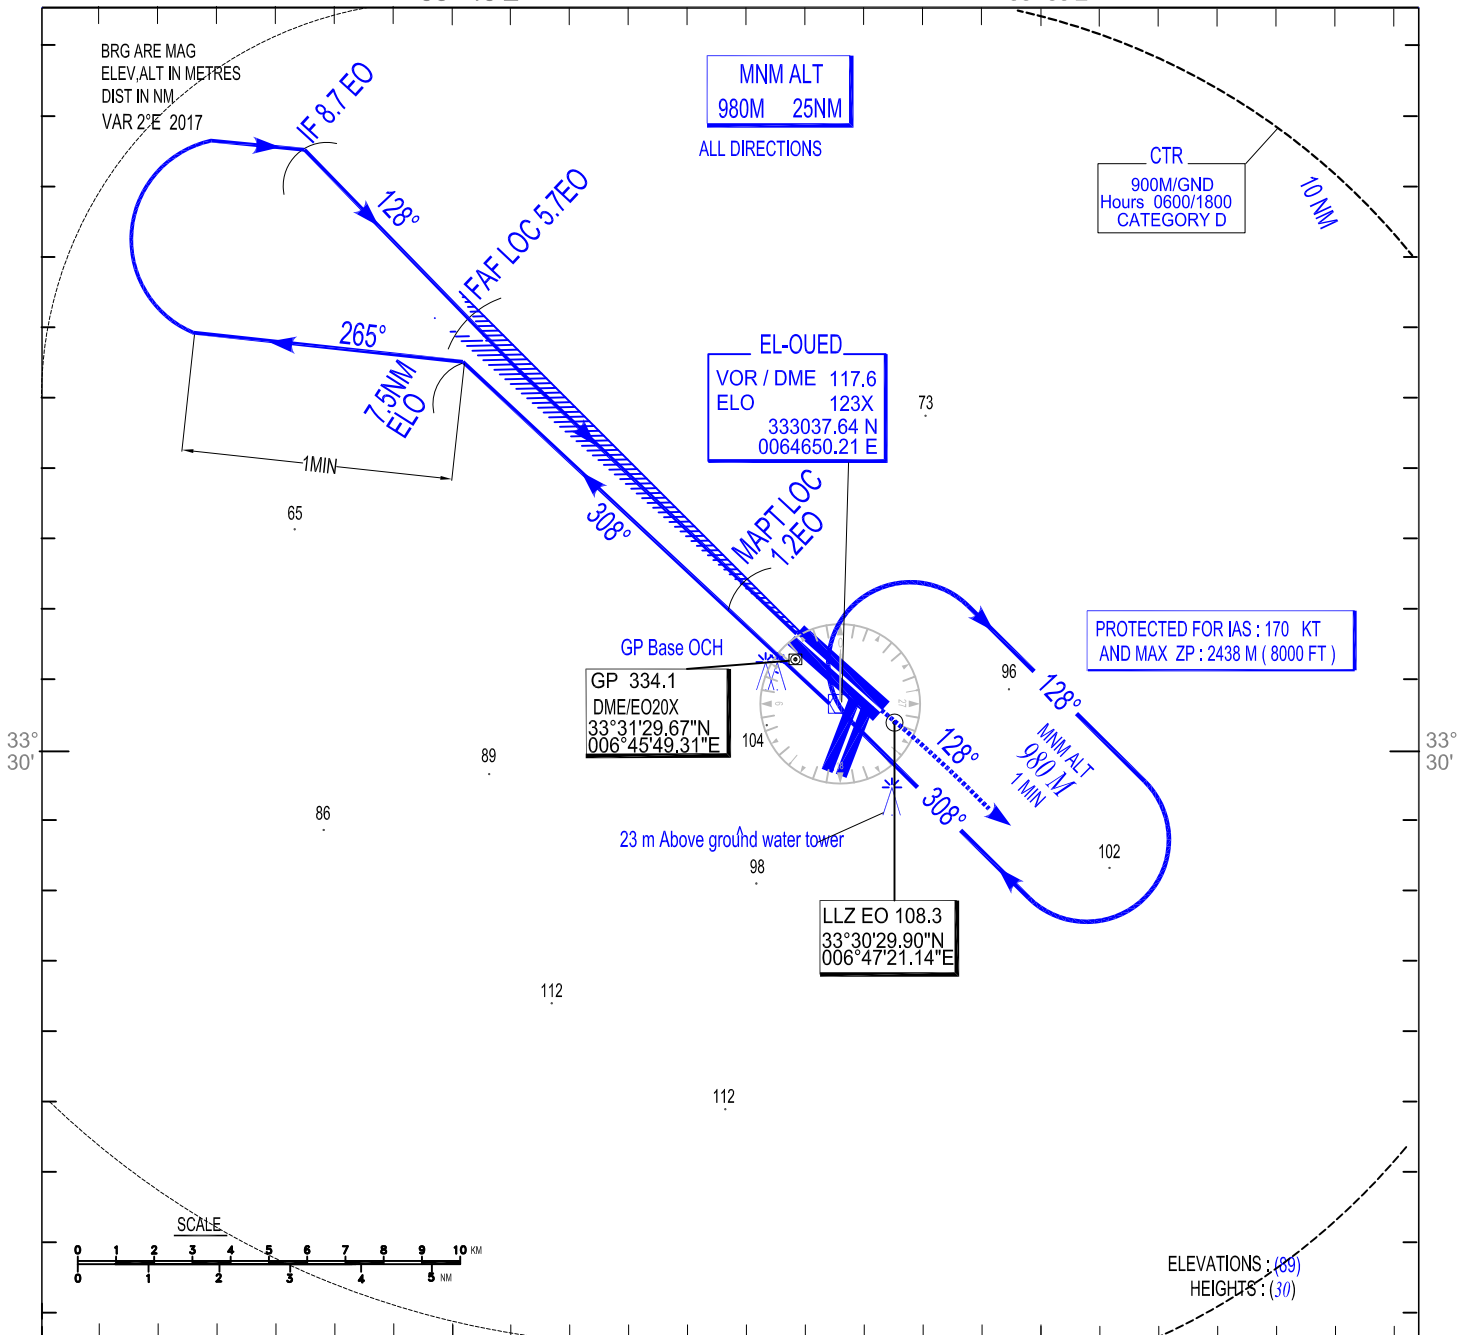 BRG ARE MAG
ELEV,ALT IN METRES
DIST IN NM
VAR 2°E 2017
IF 8.7 EO
MNM ALT
980M 25NM
ALL DIRECTIONS
CTR
900M/GND
Hours 0600/1800
CATEGORY D
10 NM
128°
FAF LOC 5.7EO
265°
7.5NM
ELO
1MIN
EL-OUED
VOR / DME 117.6
ELO 123X
333037.64 N
0064650.21 E
73
65
308°
MAPT LOC
1.2EO
GP Base OCH
GP 334.1
DME/EO20X
33°31'29.67"N
006°45'49.31"E
PROTECTED FOR IAS : 170 KT
AND MAX ZP : 2438 M ( 8000 FT )
96
128°
MNM ALT
980 M
1 MIN
128°
308°
104
33°
30'
33°
30'
89
86
23 m Above ground water tower
98
102
LLZ EO 108.3
33°30'29.90"N
006°47'21.14"E
112
112
SCALE
0 1 2 3 4 5 6 7 8 9 10 KM
0 1 2 3 4 5 NM
ELEVATIONS : (89)
HEIGHTS : (30)